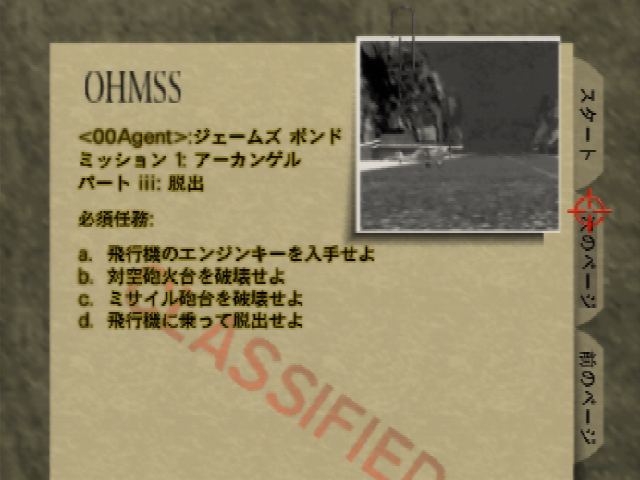 OHMSS
<00Agent>:ジェームズ ボンド
ミッション 1: アーカンゲル
パート iii: 脱出
必須任務:
a. 飛行機のエンジンキーを入手せよ
b. 対空砲火台を破壊せよ
c. ミサイル砲台を破壊せよ
d. 飛行機に乗って脱出せよ
CLASSIFIED
スタート
次のページ
前のページ